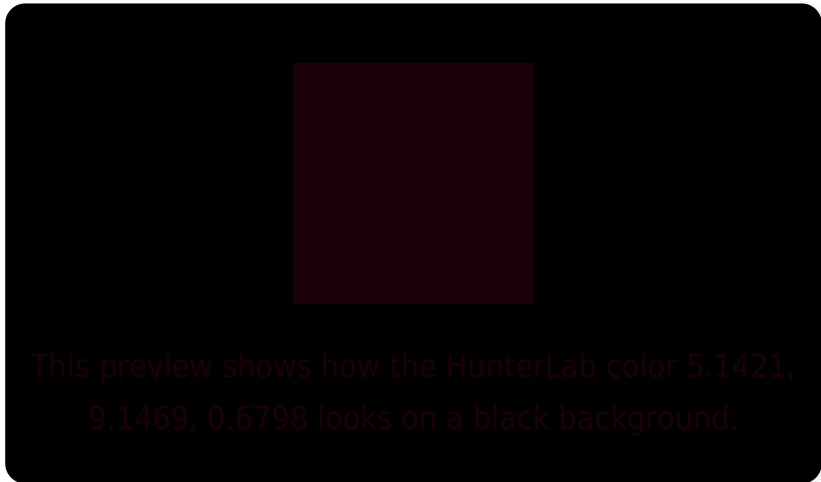 This preview shows how the HunterLab color 5.1421,
9.1469, 0.6798 looks on a black background.